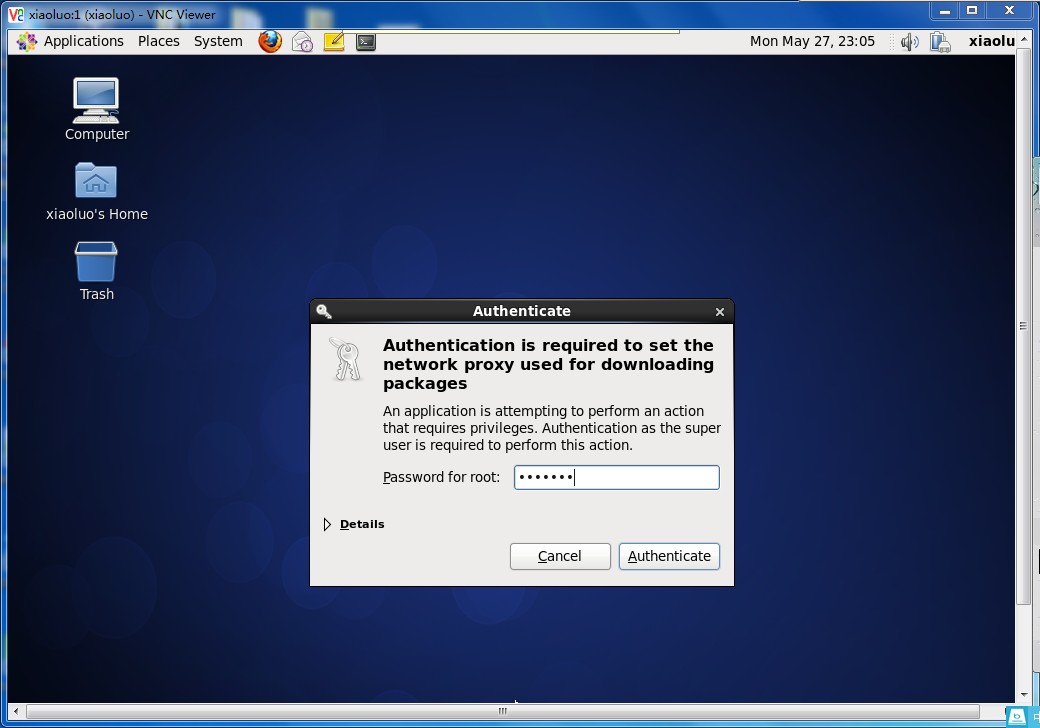 xiaoluo:1 (xiaoluo) - VNC Viewer
Applications Places System Mon May 27, 23:05 xiaolu
Computer
xiaoluo's Home
Trash
Authenticate
Authentication is required to set the
network proxy used for downloading
packages
An application is attempting to perform an action
that requires privileges. Authentication as the super
user is required to perform this action.
Password for root: •••••••
Details
Cancel Authenticate